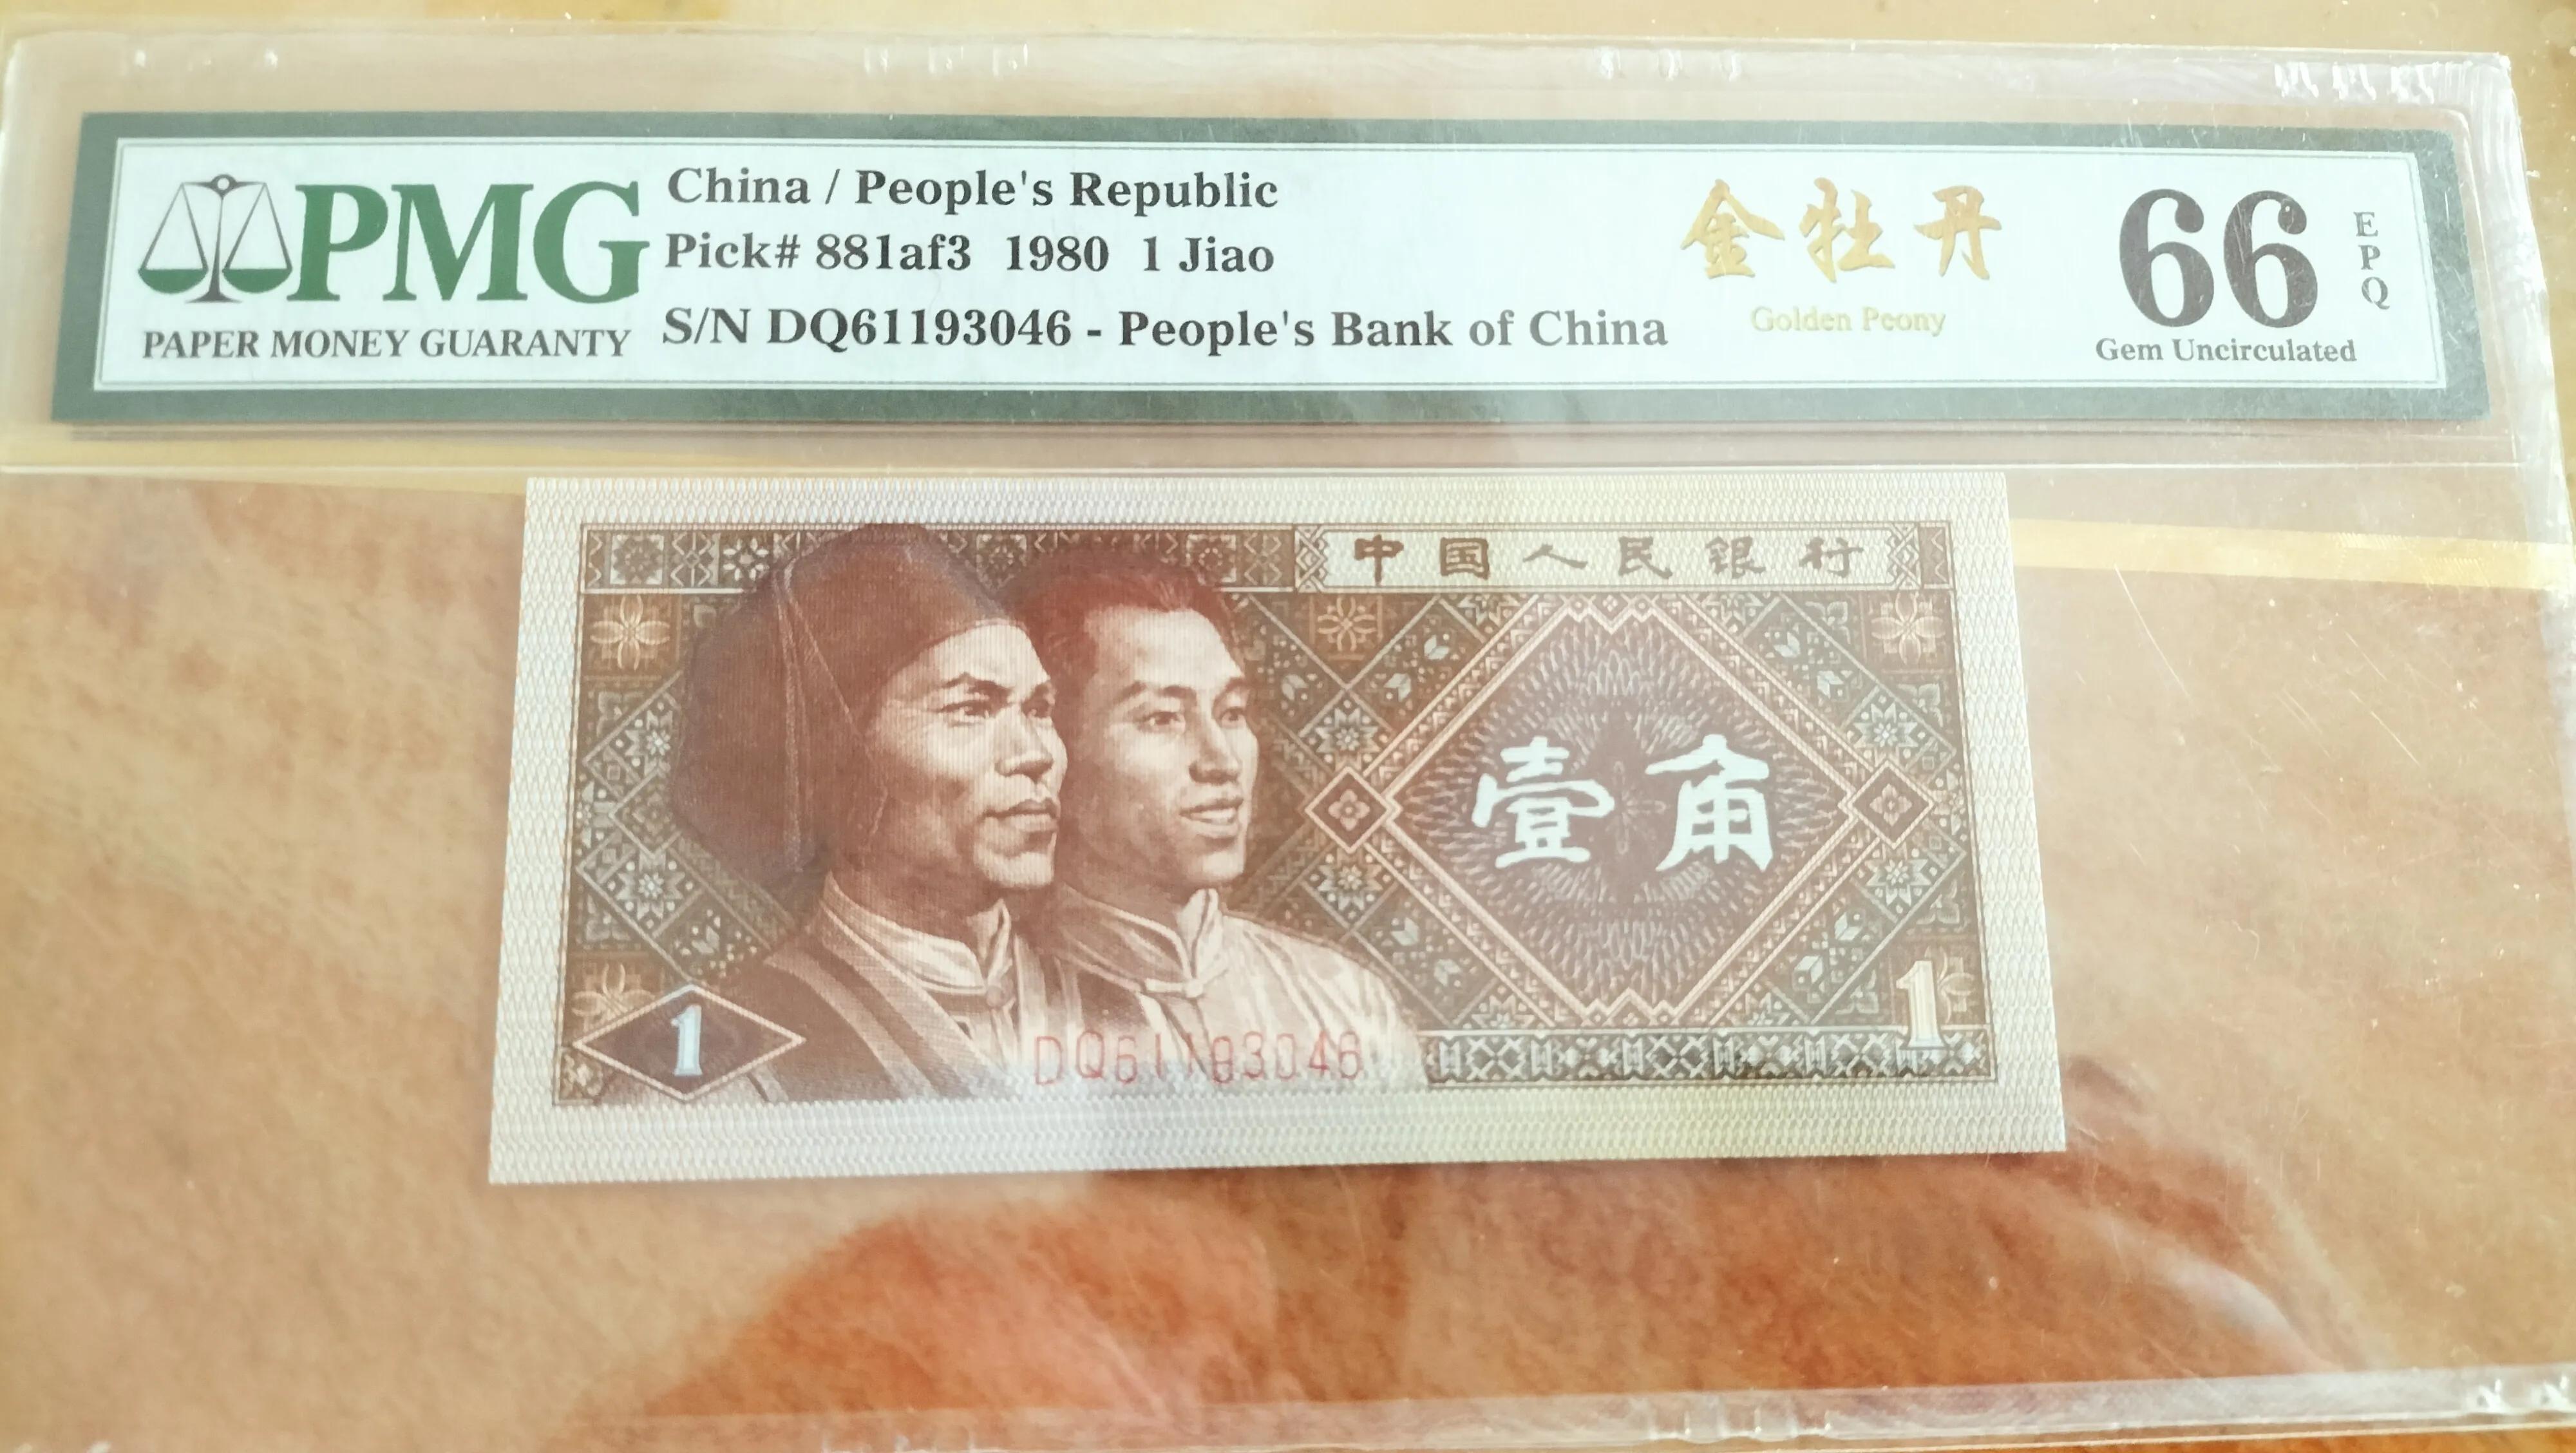 PMG
PAPER MONEY GUARANTY
China / People's Republic
Pick# 881af3 1980 1 Jiao
S/N DQ61193046 - People's Bank of China
金牡丹
Golden Peony
66
EPQ
Gem Uncirculated
中国人民银行
壹角
1
1
DQ61193046